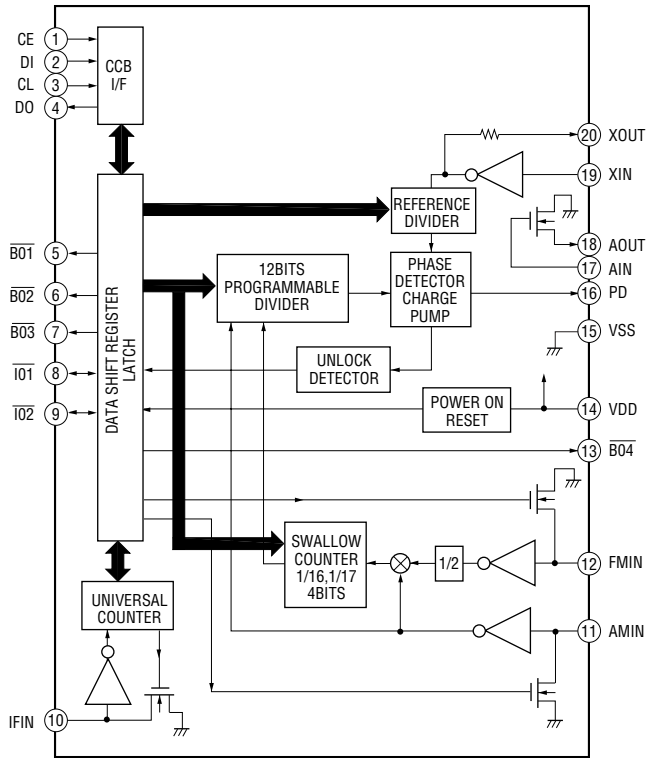 CE 1
DI 2
CL 3
DO 4
CCB
I/F
20 XOUT
19 XIN
REFERENCE
DIVIDER
18 AOUT
17 AIN
16 PD
15 VSS
B01 5
B02 6
B03 7
I01 8
I02 9
DATA SHIFT REGISTER
LATCH
12BITS
PROGRAMMABLE
DIVIDER
PHASE
DETECTOR
CHARGE
PUMP
UNLOCK
DETECTOR
POWER ON
RESET
14 VDD
13 B04
SWALLOW
COUNTER
1/16,1/17
4BITS
1/2
12 FMIN
11 AMIN
UNIVERSAL
COUNTER
IFIN 10